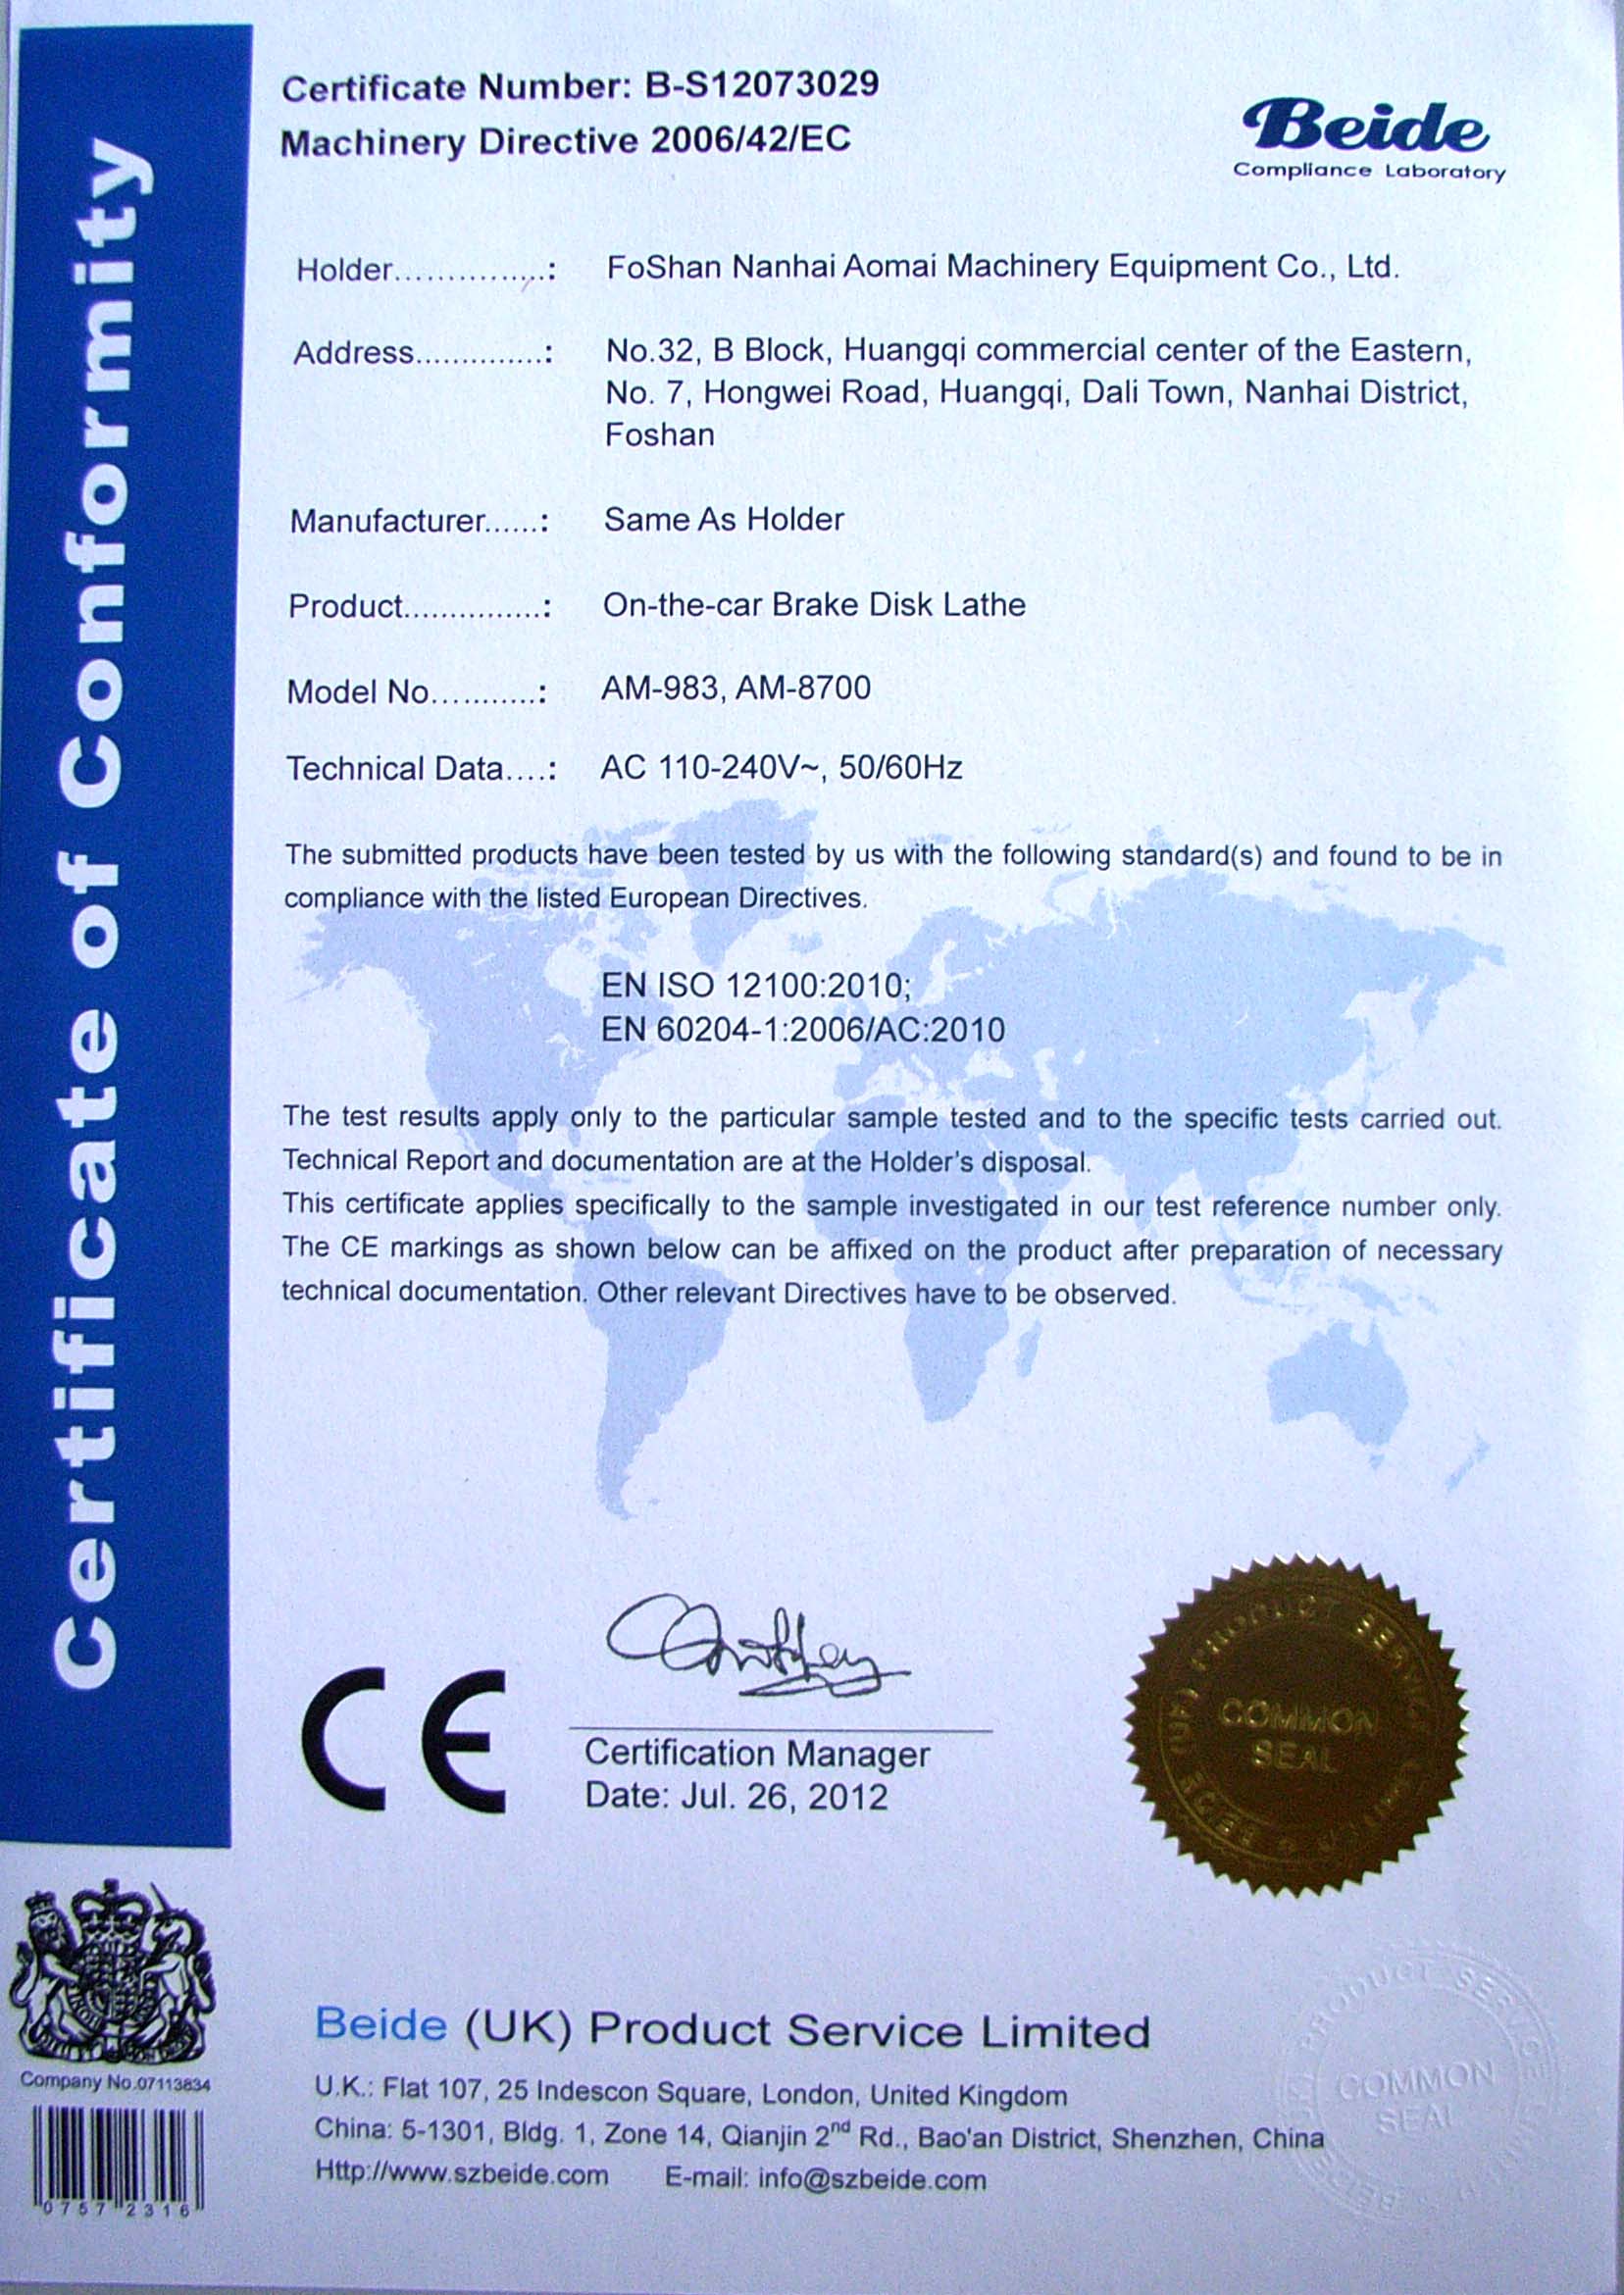 Certificate of Conformity
Certificate Number: B-S12073029
Machinery Directive 2006/42/EC
Beide
Compliance Laboratory
Holder................: FoShan Nanhai Aomai Machinery Equipment Co., Ltd.
Address..............: No.32, B Block, Huangqi commercial center of the Eastern,
No. 7, Hongwei Road, Huangqi, Dali Town, Nanhai District,
Foshan
Manufacturer......: Same As Holder
Product...............: On-the-car Brake Disk Lathe
Model No...........: AM-983, AM-8700
Technical Data....: AC 110-240V~, 50/60Hz
The submitted products have been tested by us with the following standard(s) and found to be in
compliance with the listed European Directives.
EN ISO 12100:2010;
EN 60204-1:2006/AC:2010
The test results apply only to the particular sample tested and to the specific tests carried out.
Technical Report and documentation are at the Holder's disposal.
This certificate applies specifically to the sample investigated in our test reference number only.
The CE markings as shown below can be affixed on the product after preparation of necessary
technical documentation. Other relevant Directives have to be observed.
CE
Certification Manager
Date: Jul. 26, 2012
BEIDE (UK) PRODUCT SERVICE LIMITED
COMMON
SEAL
Company No.07113834
07572316
Beide (UK) Product Service Limited
U.K.: Flat 107, 25 Indescon Square, London, United Kingdom
China: 5-1301, Bldg. 1, Zone 14, Qianjin 2nd Rd., Bao'an District, Shenzhen, China
Http://www.szbeide.com E-mail: info@szbeide.com
PRODUCT SERVICE
COMMON
SEAL